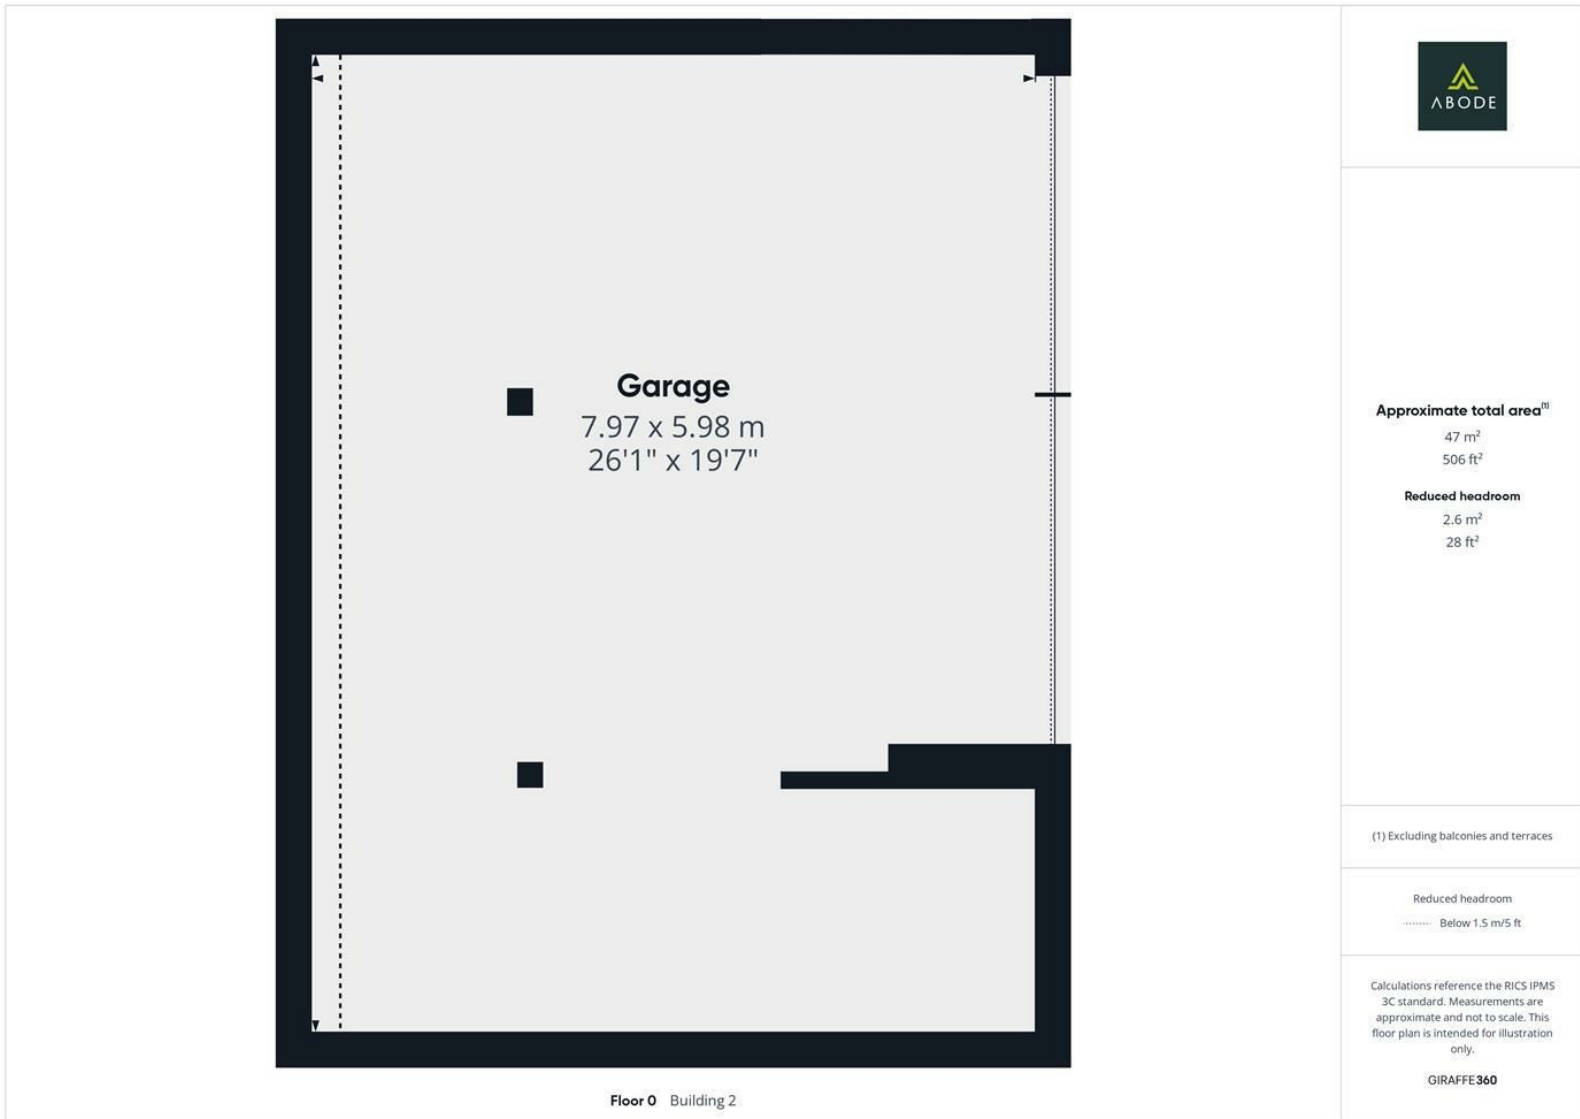 Garage
7.97 x 5.98 m
26'1" x 19'7"
Floor 0 Building 2
ABODE
Approximate total area(1)
47 m²
506 ft²
Reduced headroom
2.6 m²
28 ft²
(1) Excluding balconies and terraces
Reduced headroom
Below 1.5 m/5 ft
Calculations reference the RICS IPMS
3C standard. Measurements are
approximate and not to scale. This
floor plan is intended for illustration
only.
GIRAFFE360